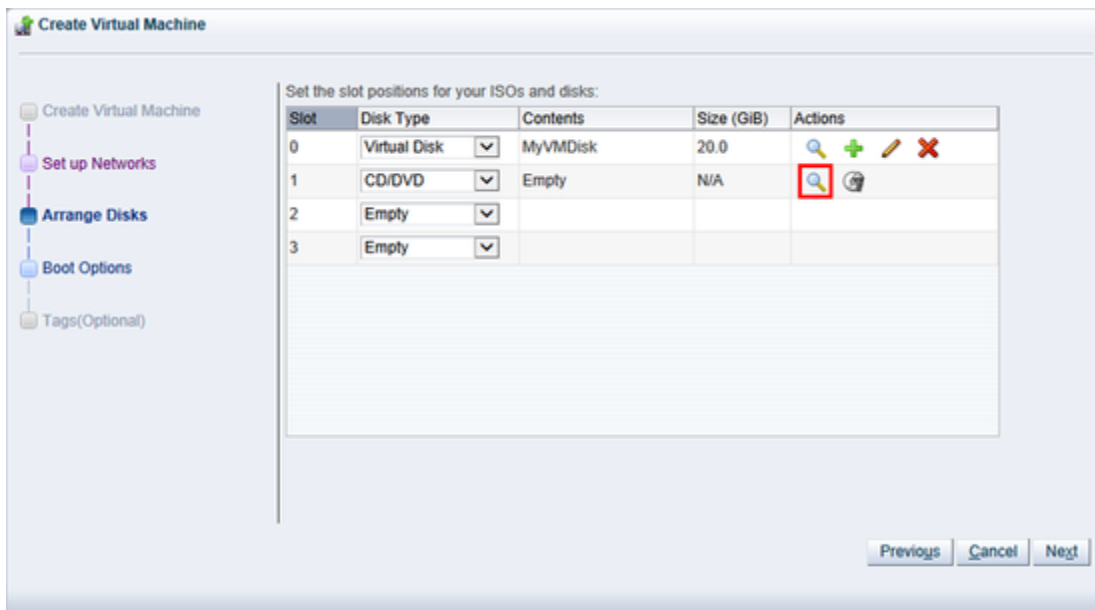 Create Virtual Machine
Create Virtual Machine
Set up Networks
Arrange Disks
Boot Options
Tags(Optional)
Set the slot positions for your ISOs and disks:
Slot Disk Type Contents Size (GiB) Actions
0 Virtual Disk MyVMDisk 20.0
1 CD/DVD Empty N/A
2 Empty
3 Empty
Previous Cancel Next